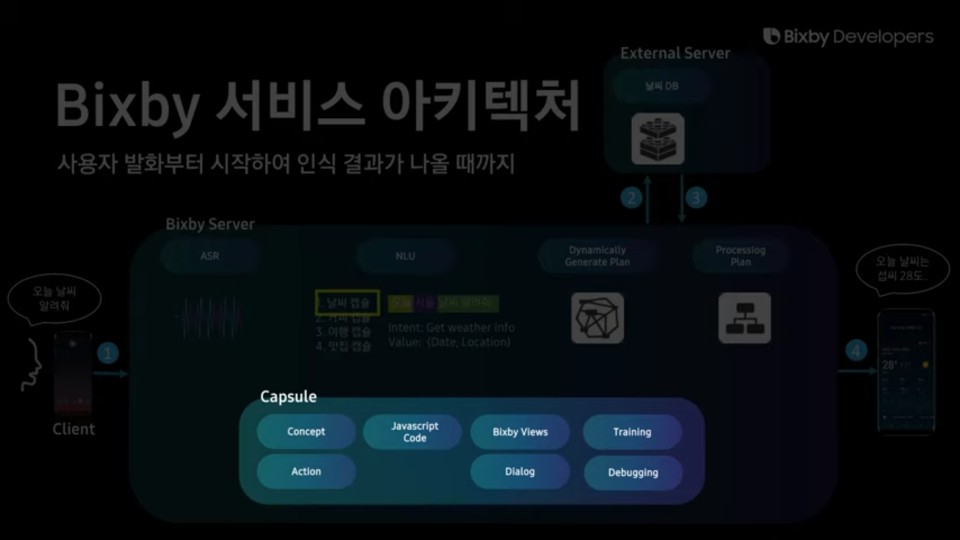 Bixby Developers
External Server
날씨 DB
Bixby 서비스 아키텍처
사용자 발화부터 시작하여 인식 결과가 나올 때까지
2
3
Bixby Server
ASR
NLU
Dynamically
Generate Plan
Processiog
Plan
오늘 날씨
알려줘
1. 날씨 캡슐
2. 커피 캡슐
3. 여행 캡슐
4. 맛집 캡슐
오늘 서울 날씨 알려줘
Intent: Get weather info
Value: {Date, Location}
오늘 날씨는
섭씨 28도..
1
4
28°
Client
Capsule
Concept
Javascript
Code
Bixby Views
Training
Action
Dialog
Debugging